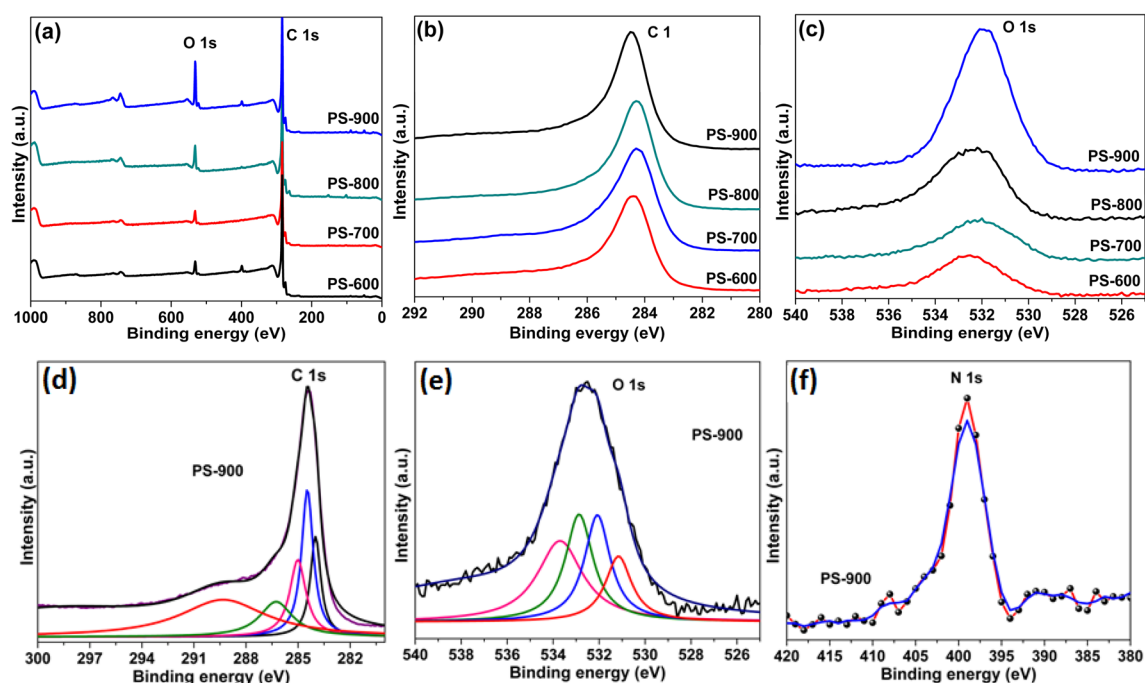 (a)
O 1s
C 1s
PS-900
PS-800
PS-700
PS-600
Intensity (a.u.)
1000 800 600 400 200 0
Binding energy (eV)
(b)
C 1
PS-900
PS-800
PS-700
PS-600
Intensity (a.u.)
292 290 288 286 284 282 280
Binding evergy (eV)
(c)
O 1s
PS-900
PS-800
PS-700
PS-600
Intensity (a.u.)
540 538 536 534 532 530 528 526
Binding energy (eV)
(d)
C 1s
PS-900
Intensity (a.u.)
300 297 294 291 288 285 282
Binding energy (eV)
(e)
O 1s
PS-900
Intensity (a.u.)
540 538 536 534 532 530 528 526
Binding energy (eV)
(f)
N 1s
PS-900
Intensity (a.u.)
420 415 410 405 400 395 390 385 380
Binding energy (eV)